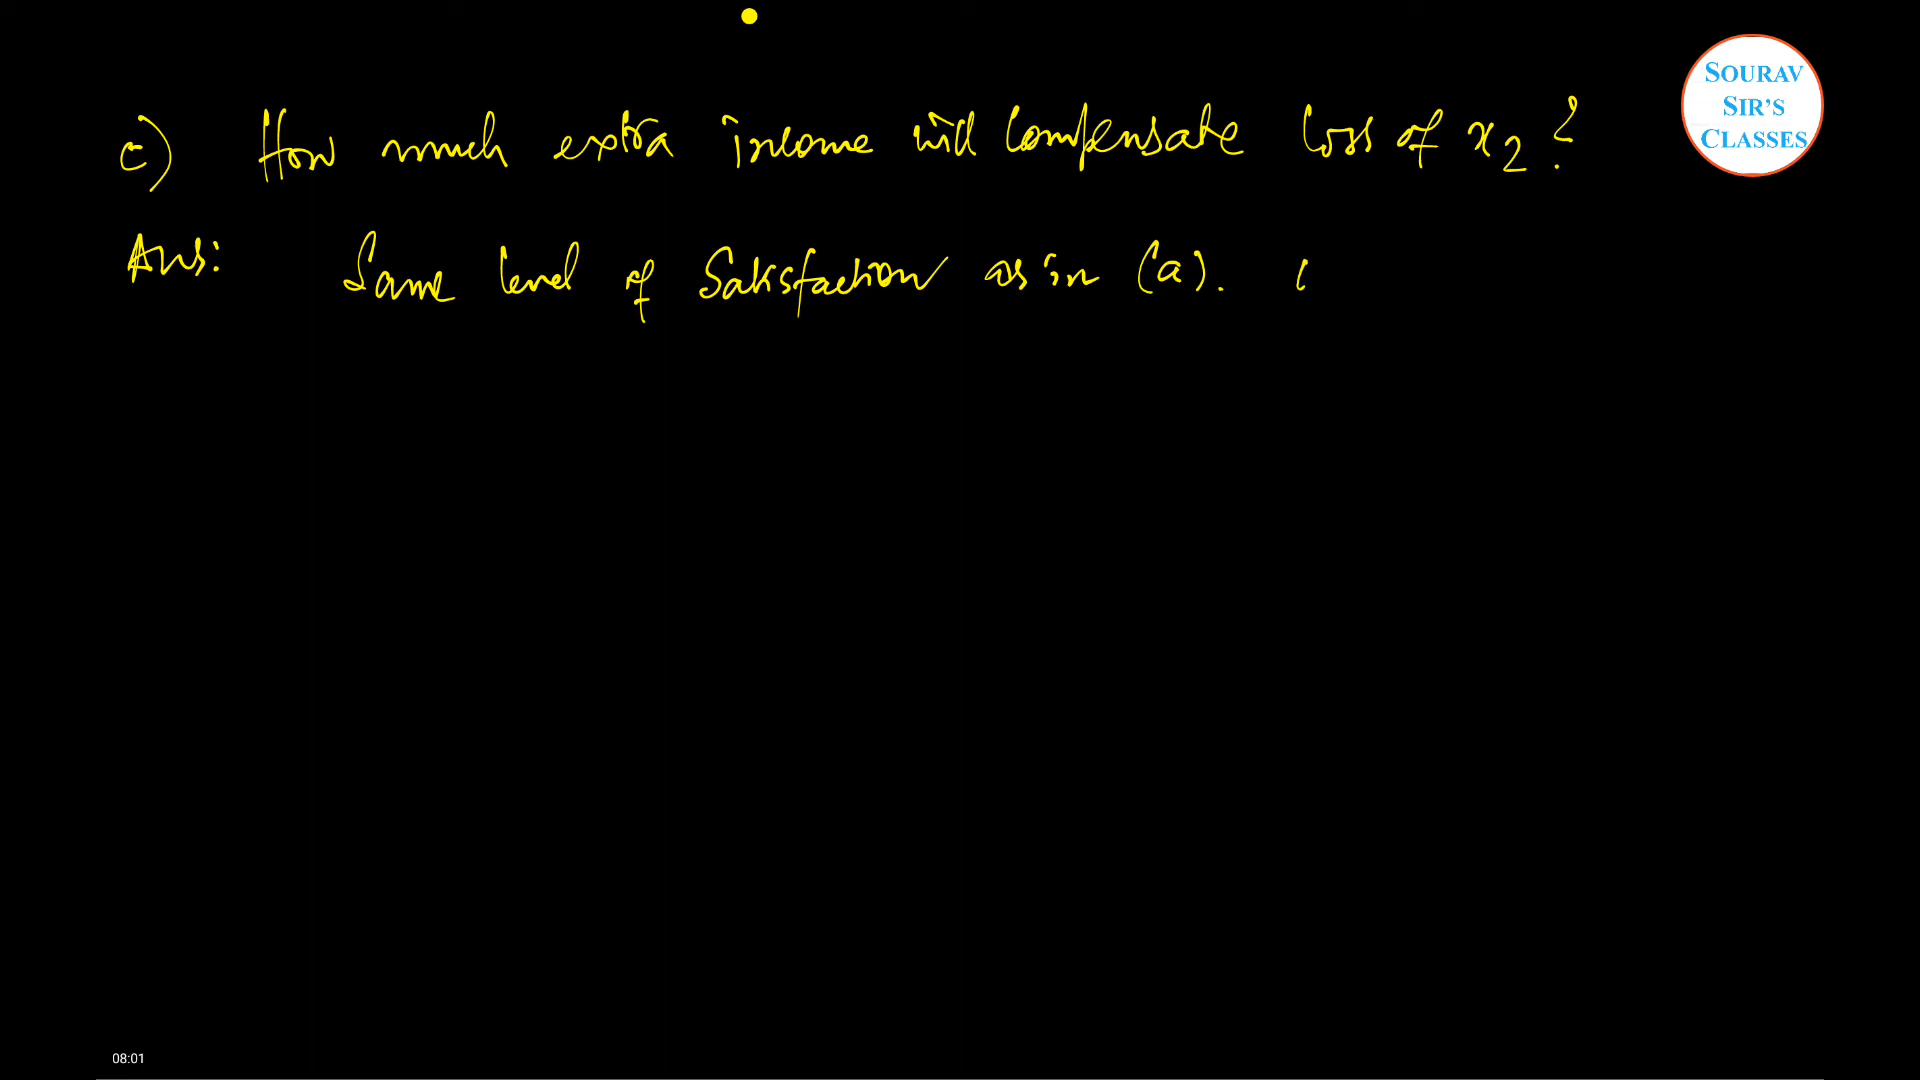 SOURAV
SIR'S
CLASSES
c) How much extra income will compensate loss of x2?
Ans: Same level of Satisfaction as in (a). (
08:01